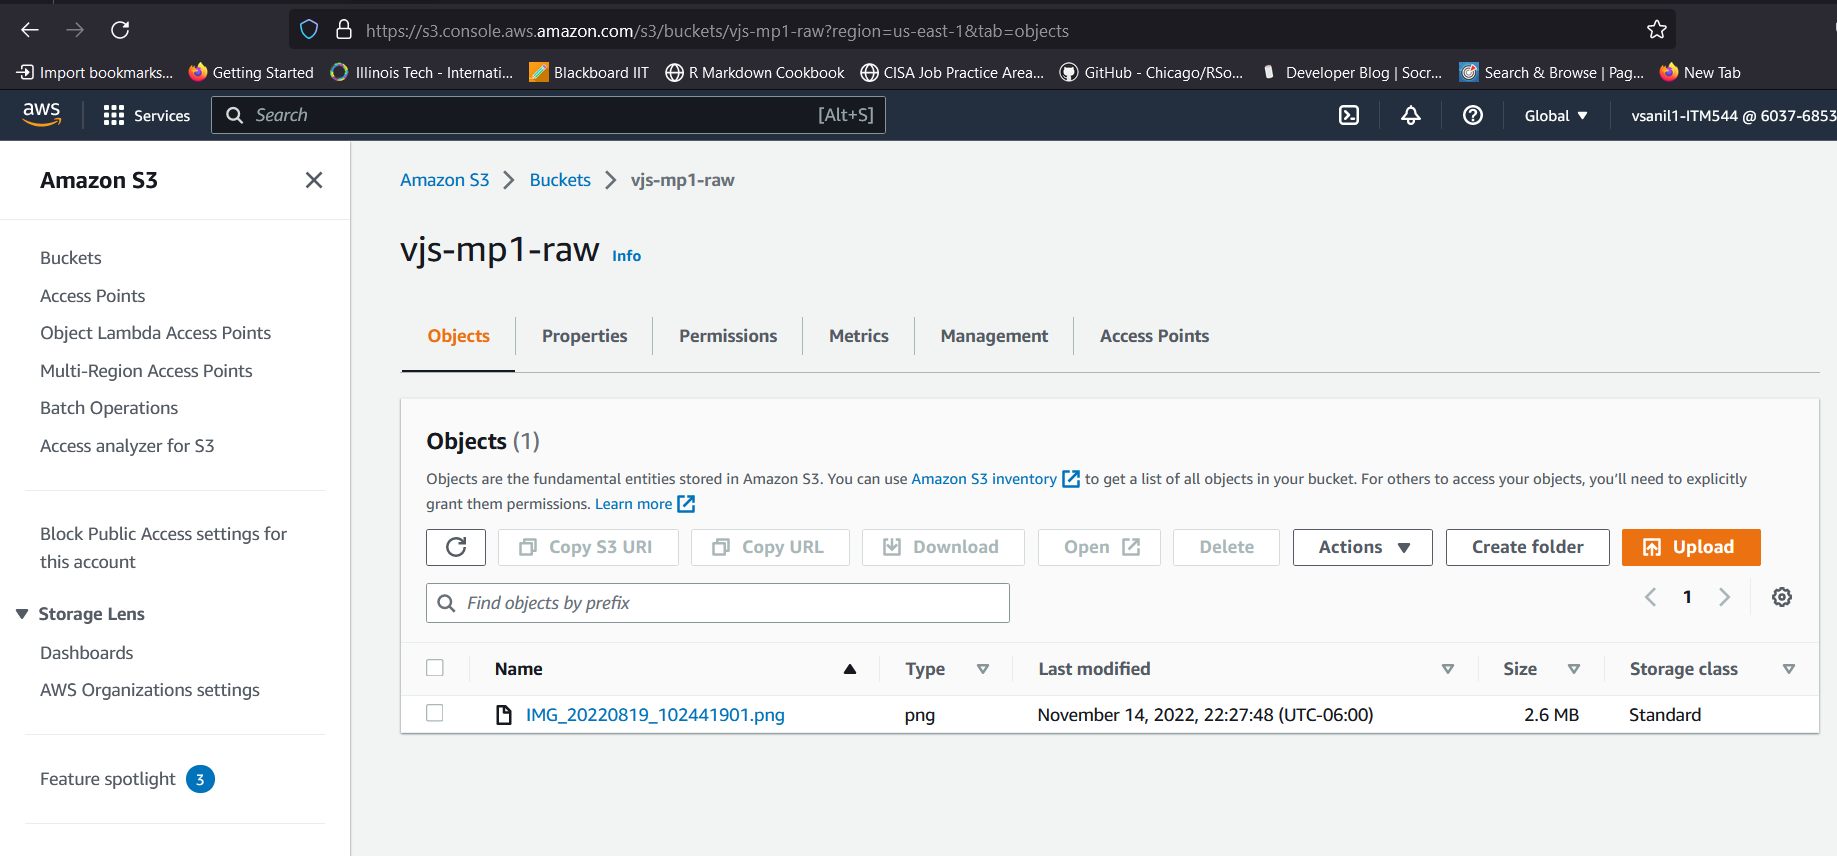 https://s3.console.aws.amazon.com/s3/buckets/vjs-mp1-raw?region=us-east-1&tab=objects
Import bookmarks... Getting Started Illinois Tech - Internati... Blackboard IIT R Markdown Cookbook CISA Job Practice Area... GitHub - Chicago/RSo... Developer Blog | Socr... Search & Browse | Pag... New Tab
aws Services Search [Alt+S] Global vsanil1-ITM544 @ 6037-6853
Amazon S3
Buckets
Access Points
Object Lambda Access Points
Multi-Region Access Points
Batch Operations
Access analyzer for S3
Block Public Access settings for
this account
Storage Lens
Dashboards
AWS Organizations settings
Feature spotlight 3
Amazon S3 Buckets vjs-mp1-raw
vjs-mp1-raw Info
Objects Properties Permissions Metrics Management Access Points
Objects (1)
Objects are the fundamental entities stored in Amazon S3. You can use Amazon S3 inventory to get a list of all objects in your bucket. For others to access your objects, you'll need to explicitly
grant them permissions. Learn more
Copy S3 URI Copy URL Download Open Delete Actions Create folder Upload
Find objects by prefix 1
Name Type Last modified Size Storage class
IMG_20220819_102441901.png png November 14, 2022, 22:27:48 (UTC-06:00) 2.6 MB Standard